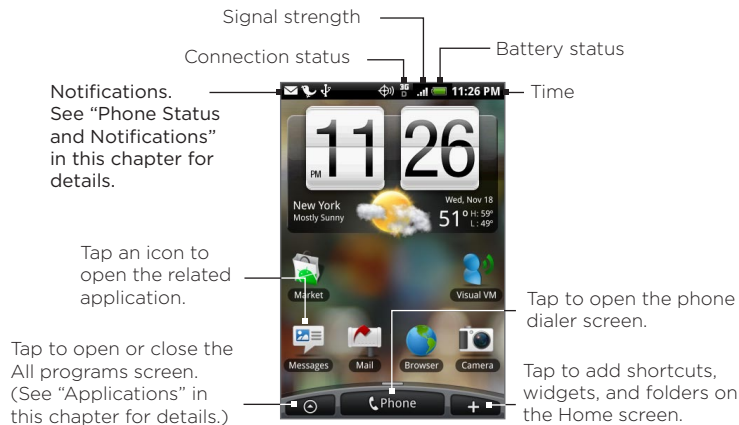 Signal strength
Connection status
Battery status
Notifications.
See “Phone Status
and Notifications”
in this chapter for
details.
3G
11:26 PM
Time
11 26
PM
New York
Mostly Sunny
Wed, Nov 18
51° H: 59°
L: 49°
Tap an icon to
open the related
application.
Market
Visual VM
Tap to open the phone
dialer screen.
Messages Mail Browser Camera
Tap to open or close the
All programs screen.
(See “Applications” in
this chapter for details.)
Phone
Tap to add shortcuts,
widgets, and folders on
the Home screen.